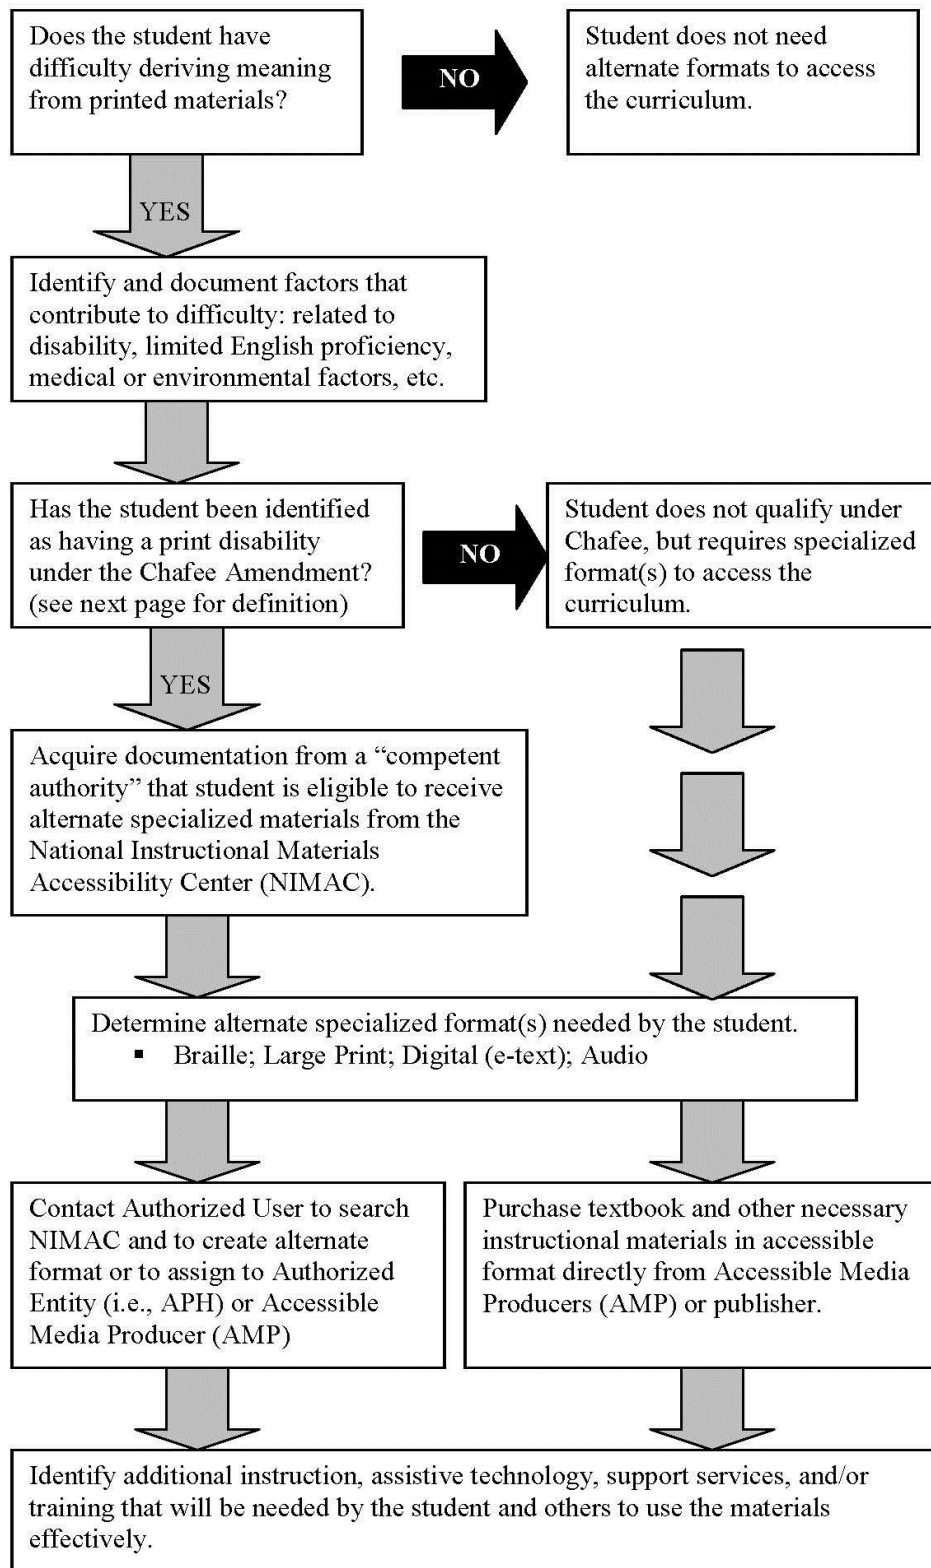 Does the student have
difficulty deriving meaning
from printed materials?
NO
Student does not need
alternate formats to access
the curriculum.
YES
Identify and document factors that
contribute to difficulty: related to
disability, limited English proficiency,
medical or environmental factors, etc.
Has the student been identified
as having a print disability
under the Chafee Amendment?
(see next page for definition)
NO
Student does not qualify under
Chafee, but requires specialized
format(s) to access the
curriculum.
YES
Acquire documentation from a “competent
authority” that student is eligible to receive
alternate specialized materials from the
National Instructional Materials
Accessibility Center (NIMAC).
Determine alternate specialized format(s) needed by the student.
▪ Braille; Large Print; Digital (e-text); Audio
Contact Authorized User to search
NIMAC and to create alternate
format or to assign to Authorized
Entity (i.e., APH) or Accessible
Media Producer (AMP)
Purchase textbook and other necessary
instructional materials in accessible
format directly from Accessible Media
Producers (AMP) or publisher.
Identify additional instruction, assistive technology, support services, and/or
training that will be needed by the student and others to use the materials
effectively.